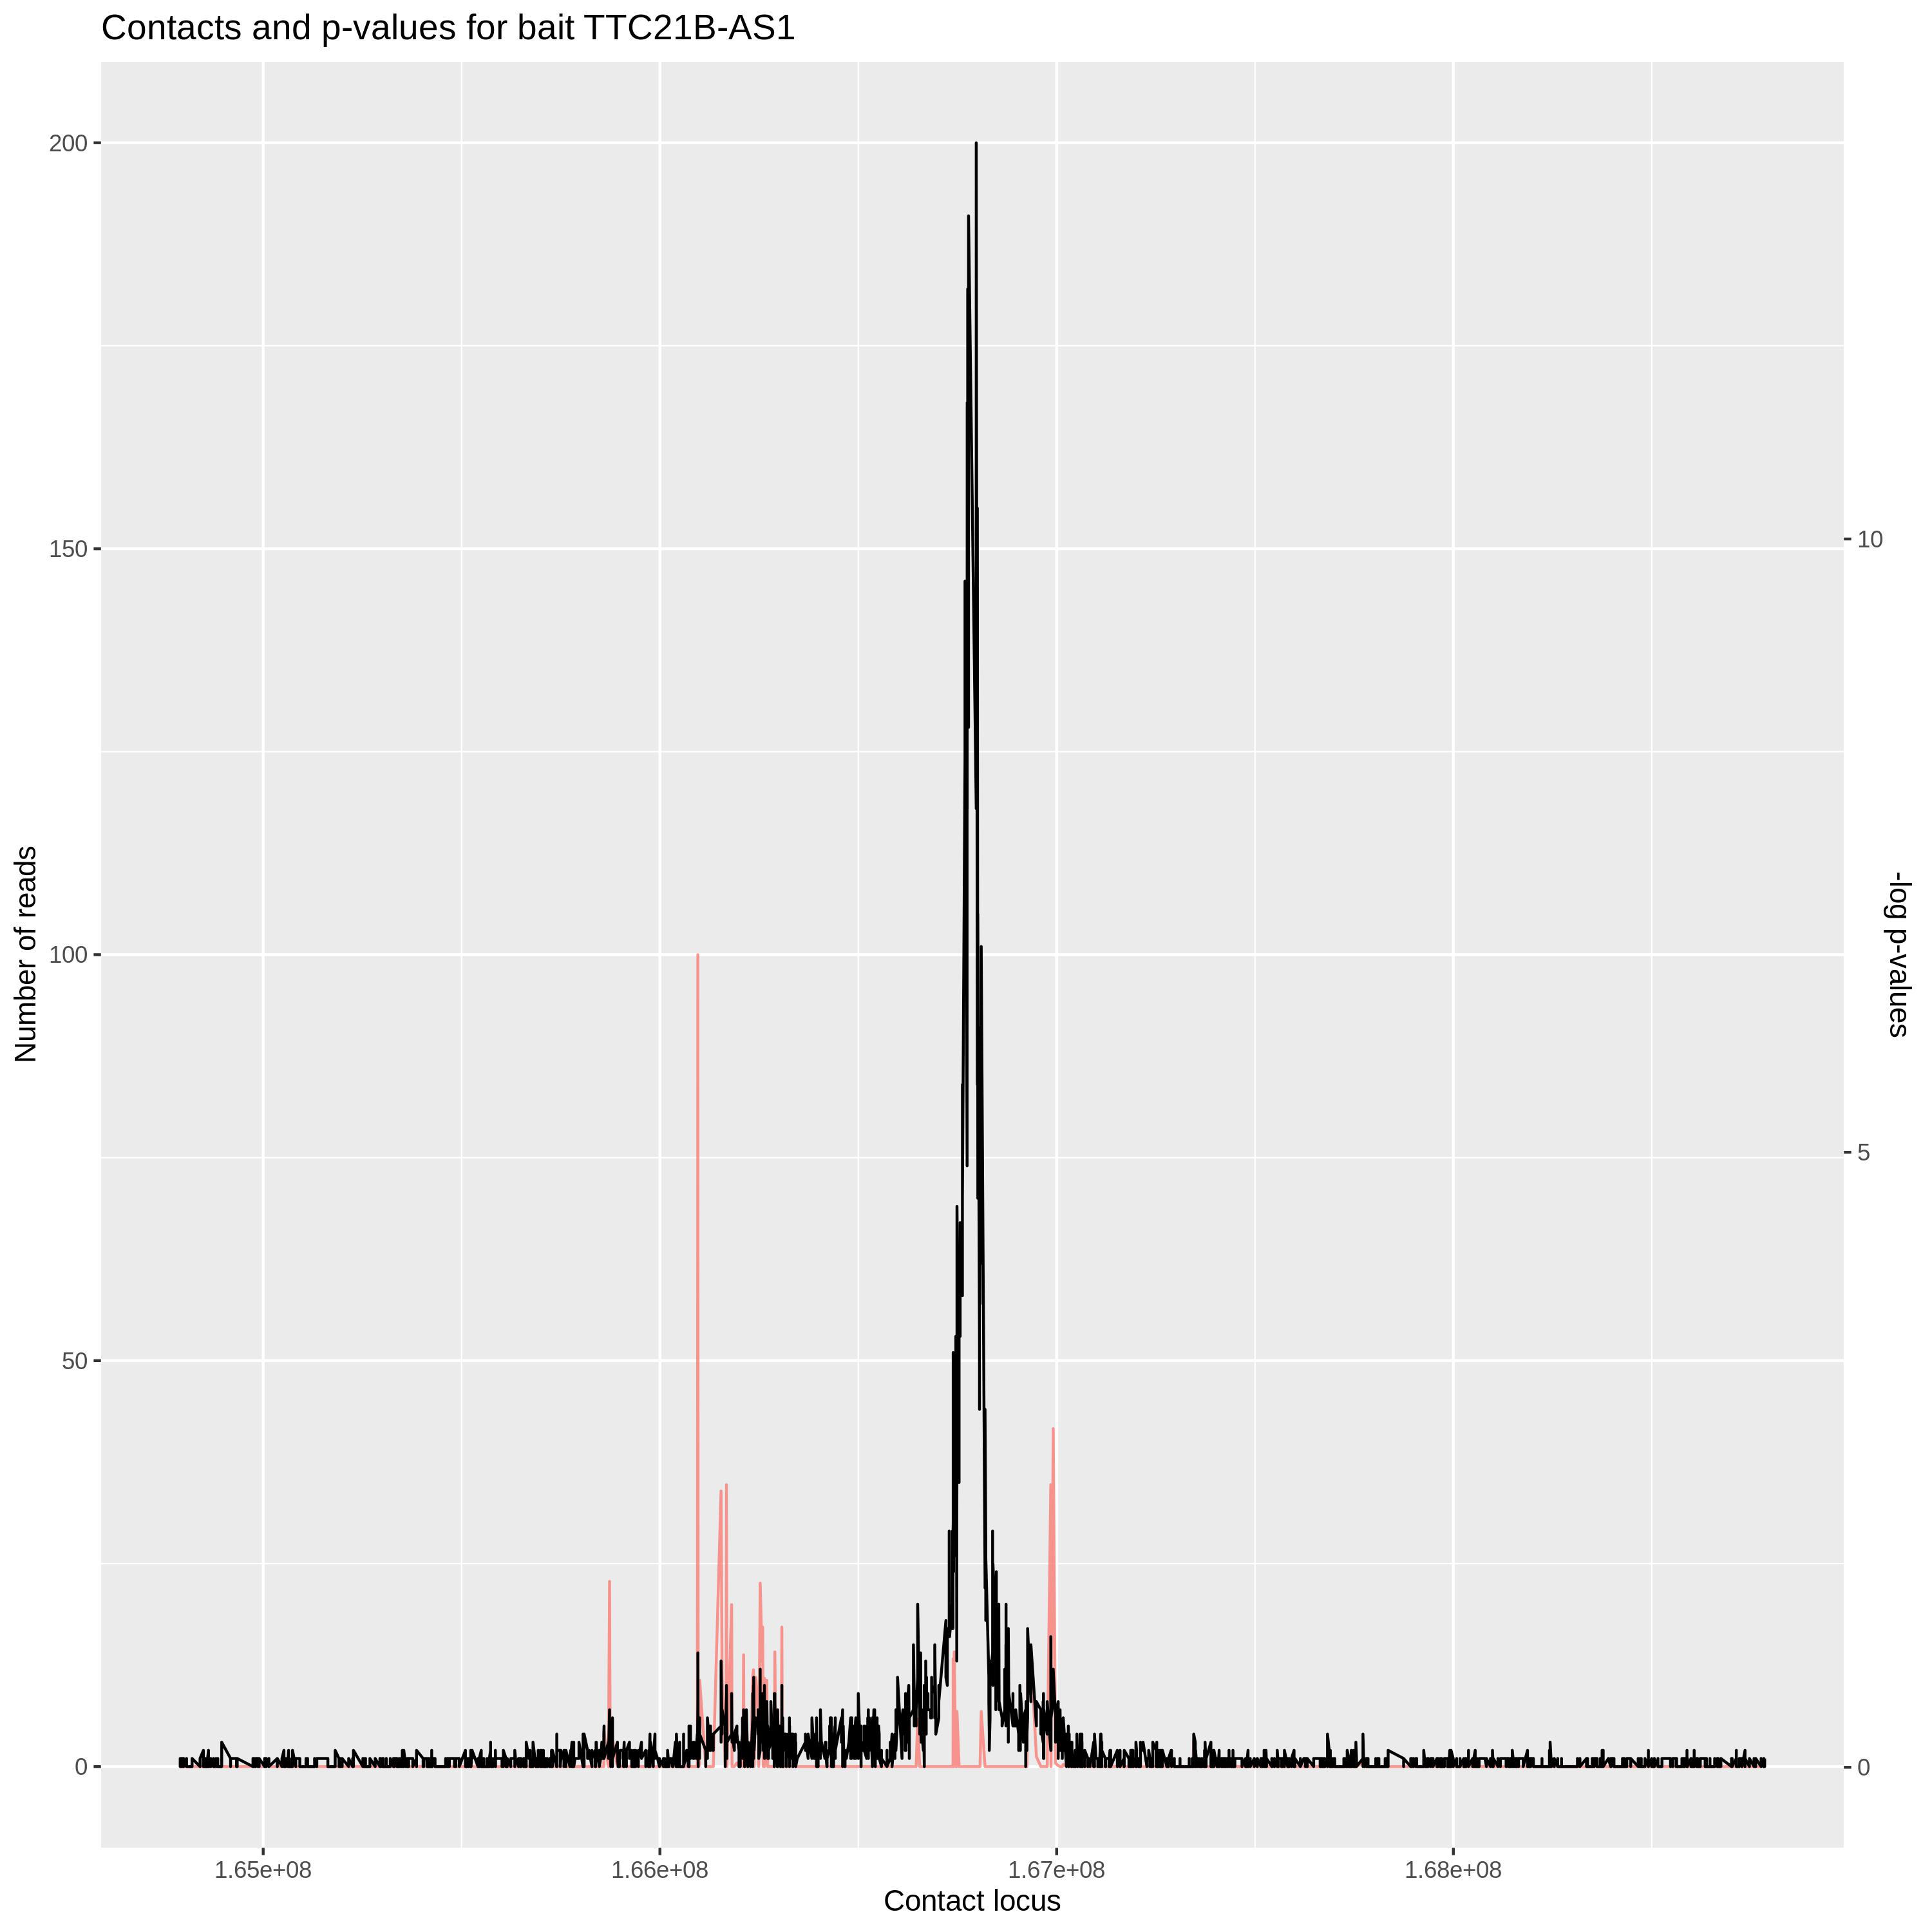 Contacts and p-values for bait TTC21B-AS1
200
150
100
50
0
10
5
0
Number of reads
-log p-values
1.65e+08
1.66e+08
1.67e+08
1.68e+08
Contact locus